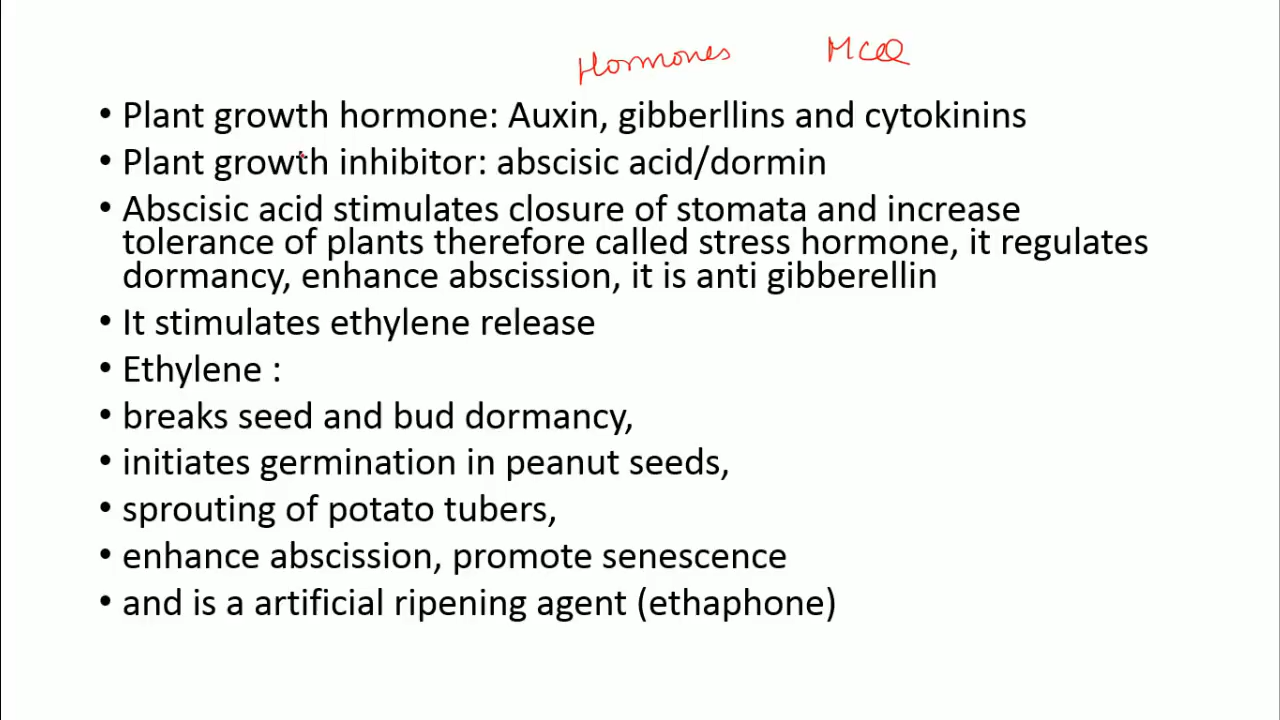 Hormones MCQ
• Plant growth hormone: Auxin, gibberllins and cytokinins
• Plant growth inhibitor: abscisic acid/dormin
• Abscisic acid stimulates closure of stomata and increase
tolerance of plants therefore called stress hormone, it regulates
dormancy, enhance abscission, it is anti gibberellin
• It stimulates ethylene release
• Ethylene :
• breaks seed and bud dormancy,
• initiates germination in peanut seeds,
• sprouting of potato tubers,
• enhance abscission, promote senescence
• and is a artificial ripening agent (ethaphone)